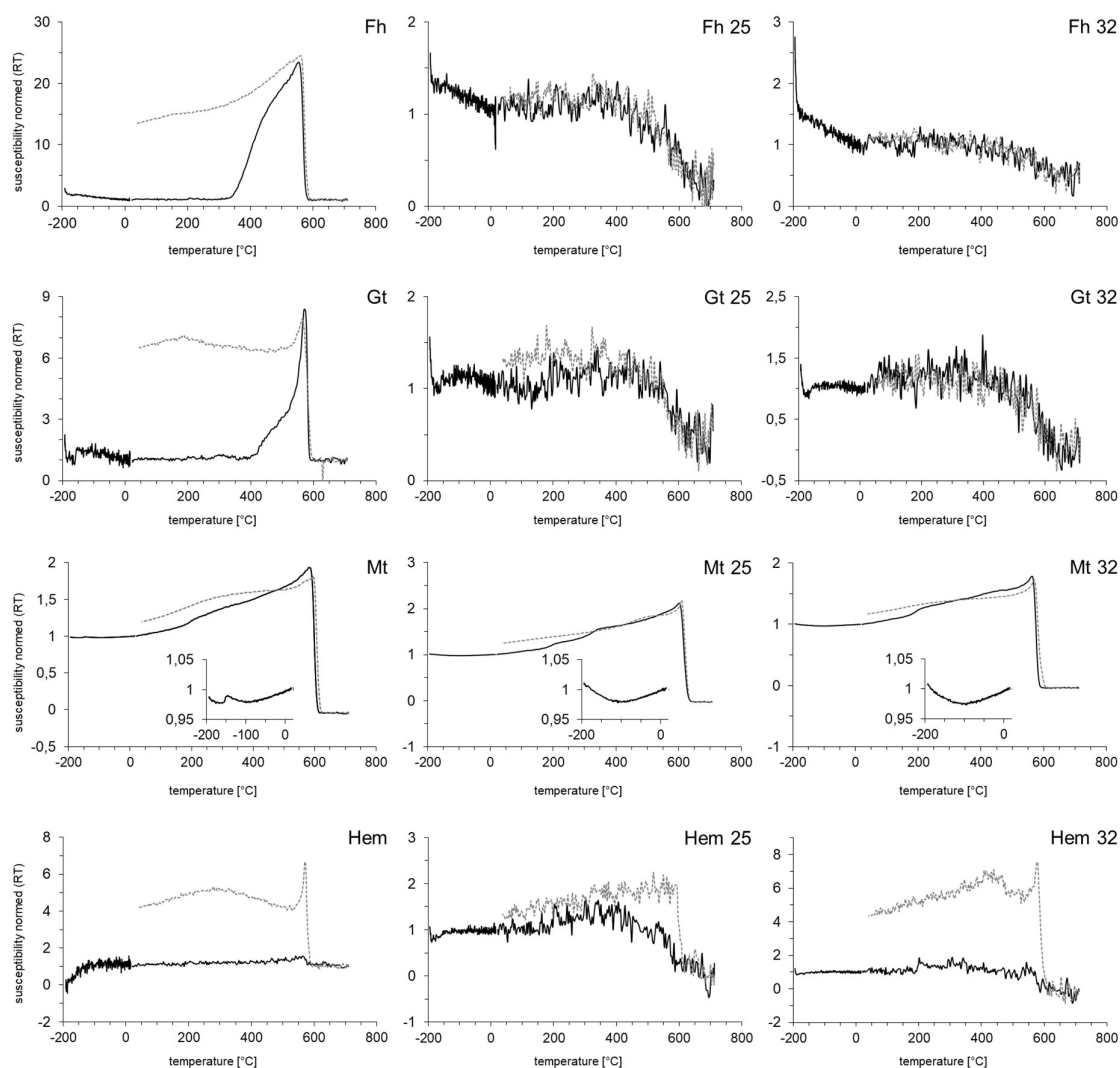 Fh
susceptibility normed (RT)
30
20
10
0
-200 0 200 400 600 800
temperature [°C]
Fh 25
2
1
0
-200 0 200 400 600 800
temperature [°C]
Fh 32
3
2
1
0
-200 0 200 400 600 800
temperature [°C]
Gt
susceptibility normed (RT)
9
6
3
0
-200 0 200 400 600 800
temperature [°C]
Gt 25
2
1
0
-200 0 200 400 600 800
temperature [°C]
Gt 32
2,5
1,5
0,5
-0,5
-200 0 200 400 600 800
temperature [°C]
Mt
susceptibility normed (RT)
2
1,5
1
0,5
0
-0,5
-200 0 200 400 600 800
temperature [°C]
1,05
1
0,95
-200 -100 0
Mt 25
3
2
1
0
-1
-200 0 200 400 600 800
temperature [°C]
1,05
1
0,95
-200 0
Mt 32
2
1
0
-1
-200 0 200 400 600 800
temperature [°C]
1,05
1
0,95
-200 0
Hem
susceptibility normed (RT)
8
6
4
2
0
-2
-200 0 200 400 600 800
temperature [°C]
Hem 25
3
2
1
0
-1
-200 0 200 400 600 800
temperature [°C]
Hem 32
8
6
4
2
0
-2
-200 0 200 400 600 800
temperature [°C]